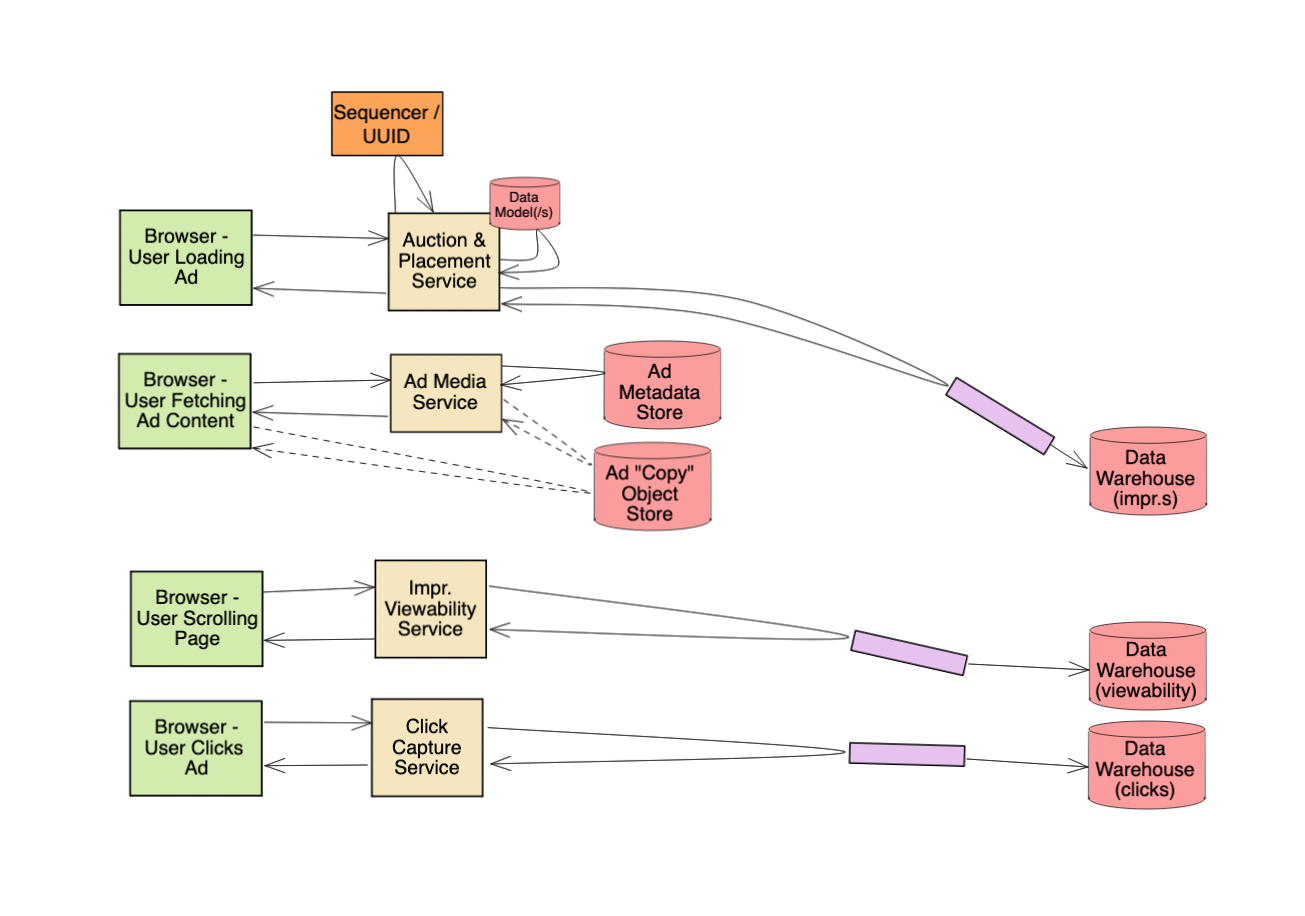 Sequencer /
UUID
Data
Model(/s)
Browser -
User Loading
Ad
Auction &
Placement
Service
Browser -
User Fetching
Ad Content
Ad Media
Service
Ad
Metadata
Store
Ad "Copy"
Object
Store
Data
Warehouse
(impr.s)
Browser -
User Scrolling
Page
Impr.
Viewability
Service
Data
Warehouse
(viewability)
Browser -
User Clicks
Ad
Click
Capture
Service
Data
Warehouse
(clicks)